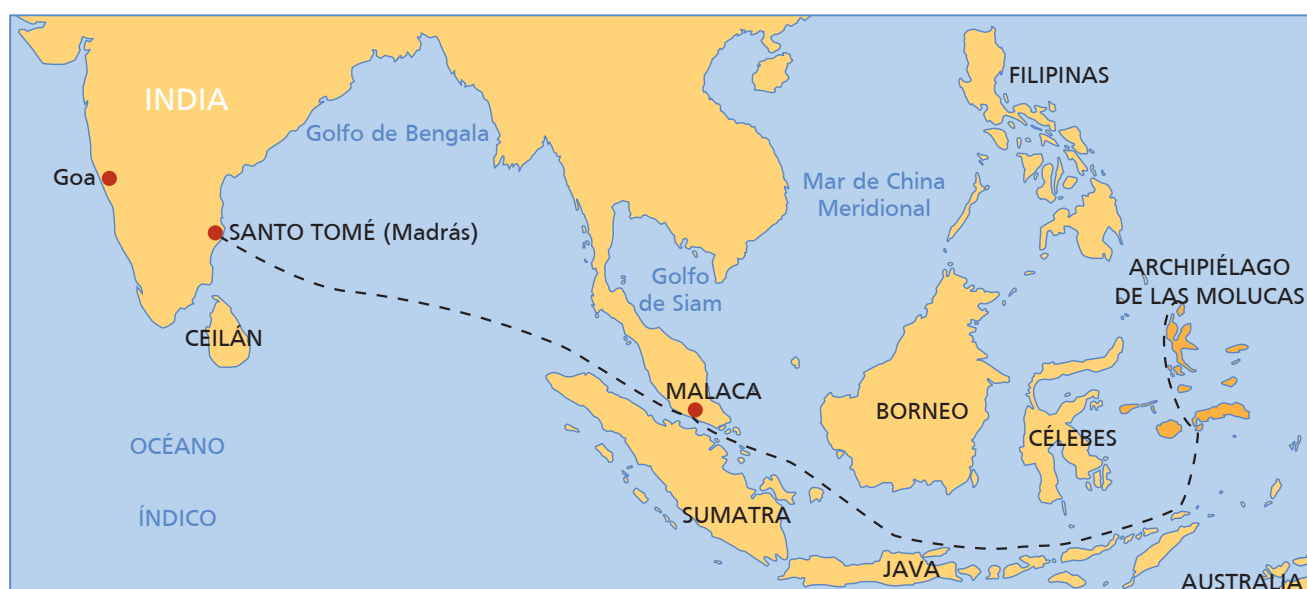 INDIA
FILIPINAS
Golfo de Bengala
Goa
Mar de China
Meridional
SANTO TOMÉ (Madrás)
ARCHIPIÉLAGO
DE LAS MOLUCAS
Golfo
de Siam
CEILÁN
MALACA
BORNEO
CÉLEBES
OCÉANO
ÍNDICO
SUMATRA
JAVA
AUSTRALIA